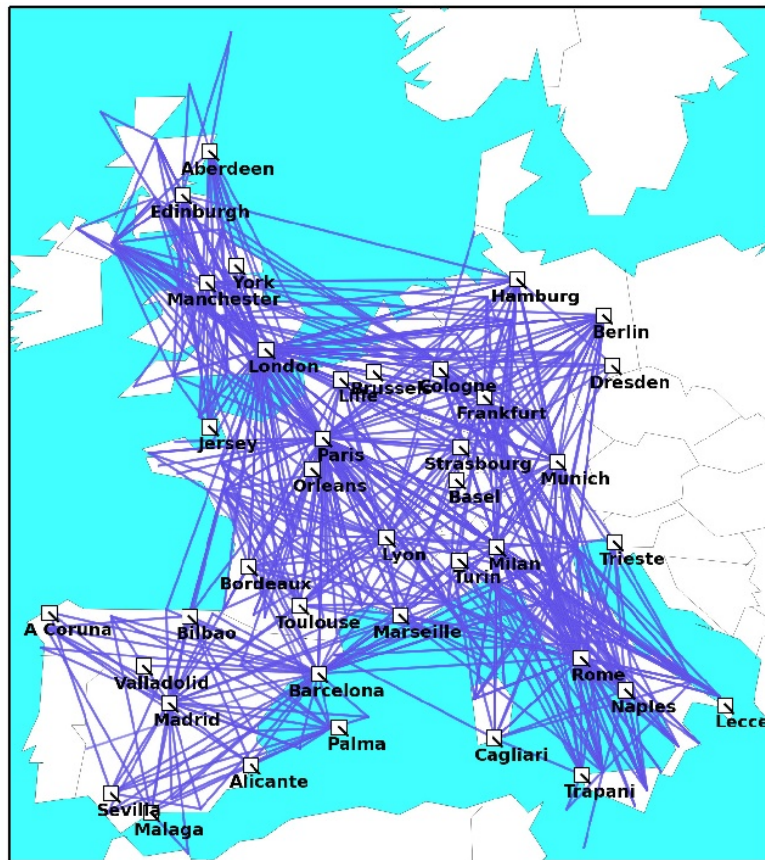 Aberdeen
Edinburgh
York
Manchester
Hamburg
Berlin
London
Dresden
Brussels
Cologne
Lille
Frankfurt
Jersey
Paris
Strasbourg
Munich
Orleans
Basel
Lyon
Milan
Trieste
Turin
Bordeaux
Toulouse
Marseille
A Coruna
Bilbao
Valladolid
Barcelona
Rome
Madrid
Naples
Lecce
Palma
Cagliari
Alicante
Trapani
Sevilla
Malaga